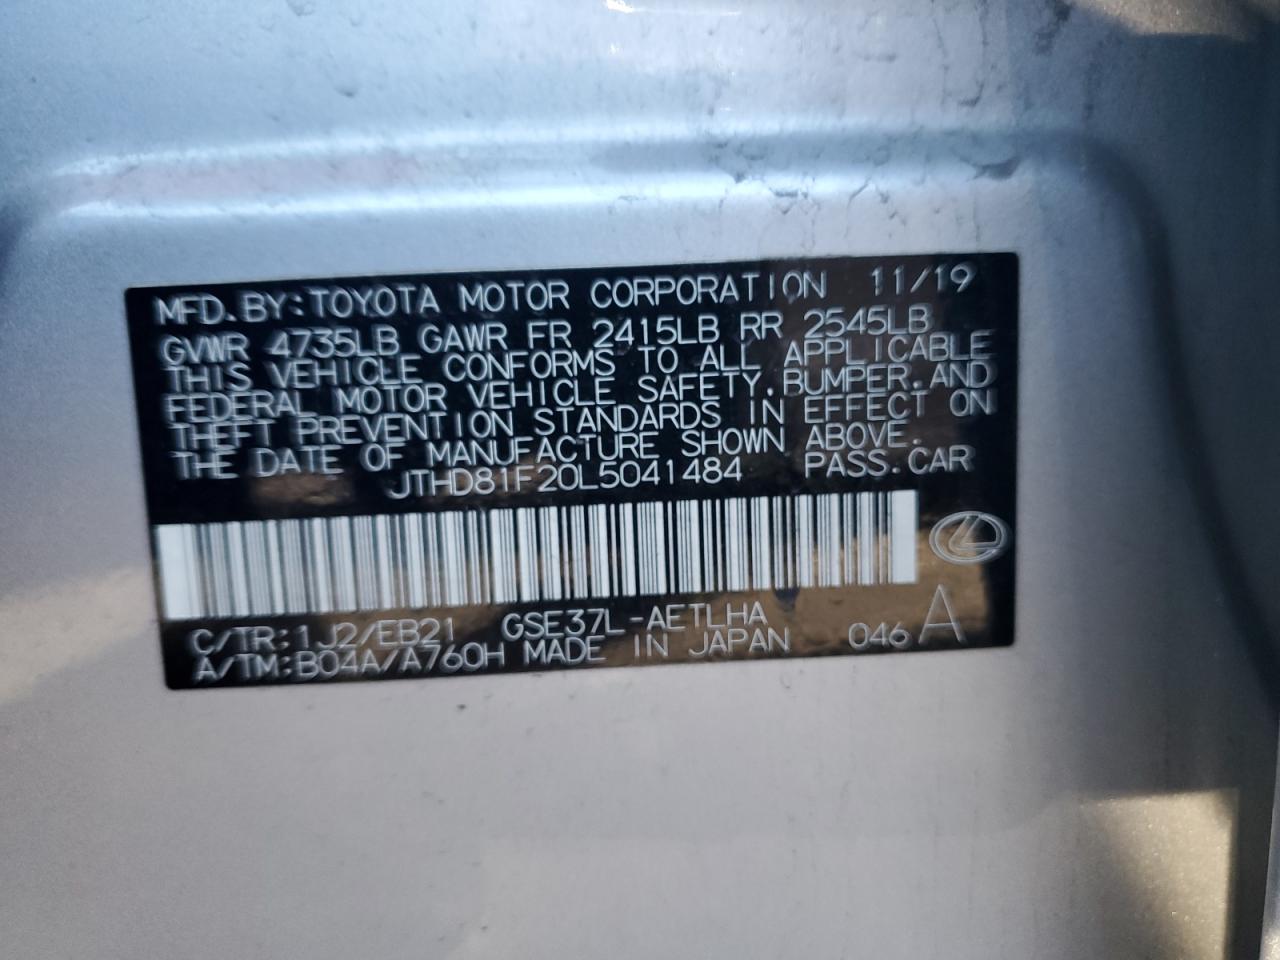 MFD. BY: TOYOTA MOTOR CORPORATION 11/19
GVWR 4735LB GAWR FR 2415LB RR 2545LB
THIS VEHICLE CONFORMS TO ALL APPLICABLE
FEDERAL MOTOR VEHICLE SAFETY, BUMPER, AND
THEFT PREVENTION STANDARDS IN EFFECT ON
THE DATE OF MANUFACTURE SHOWN ABOVE.
JTHD81F20L5041484 PASS. CAR
C/TR: 1J2/EB21 GSE37L-AETLHA
A/TM: B04A/A760H MADE IN JAPAN 046 A